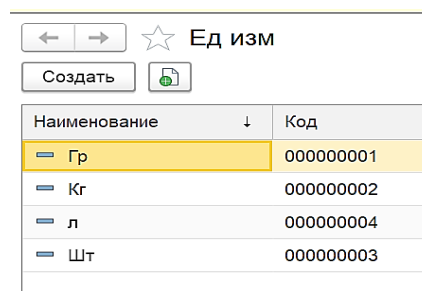 Ед изм
Создать
Наименование ↓ Код
Гр 000000001
Кг 000000002
л 000000004
Шт 000000003